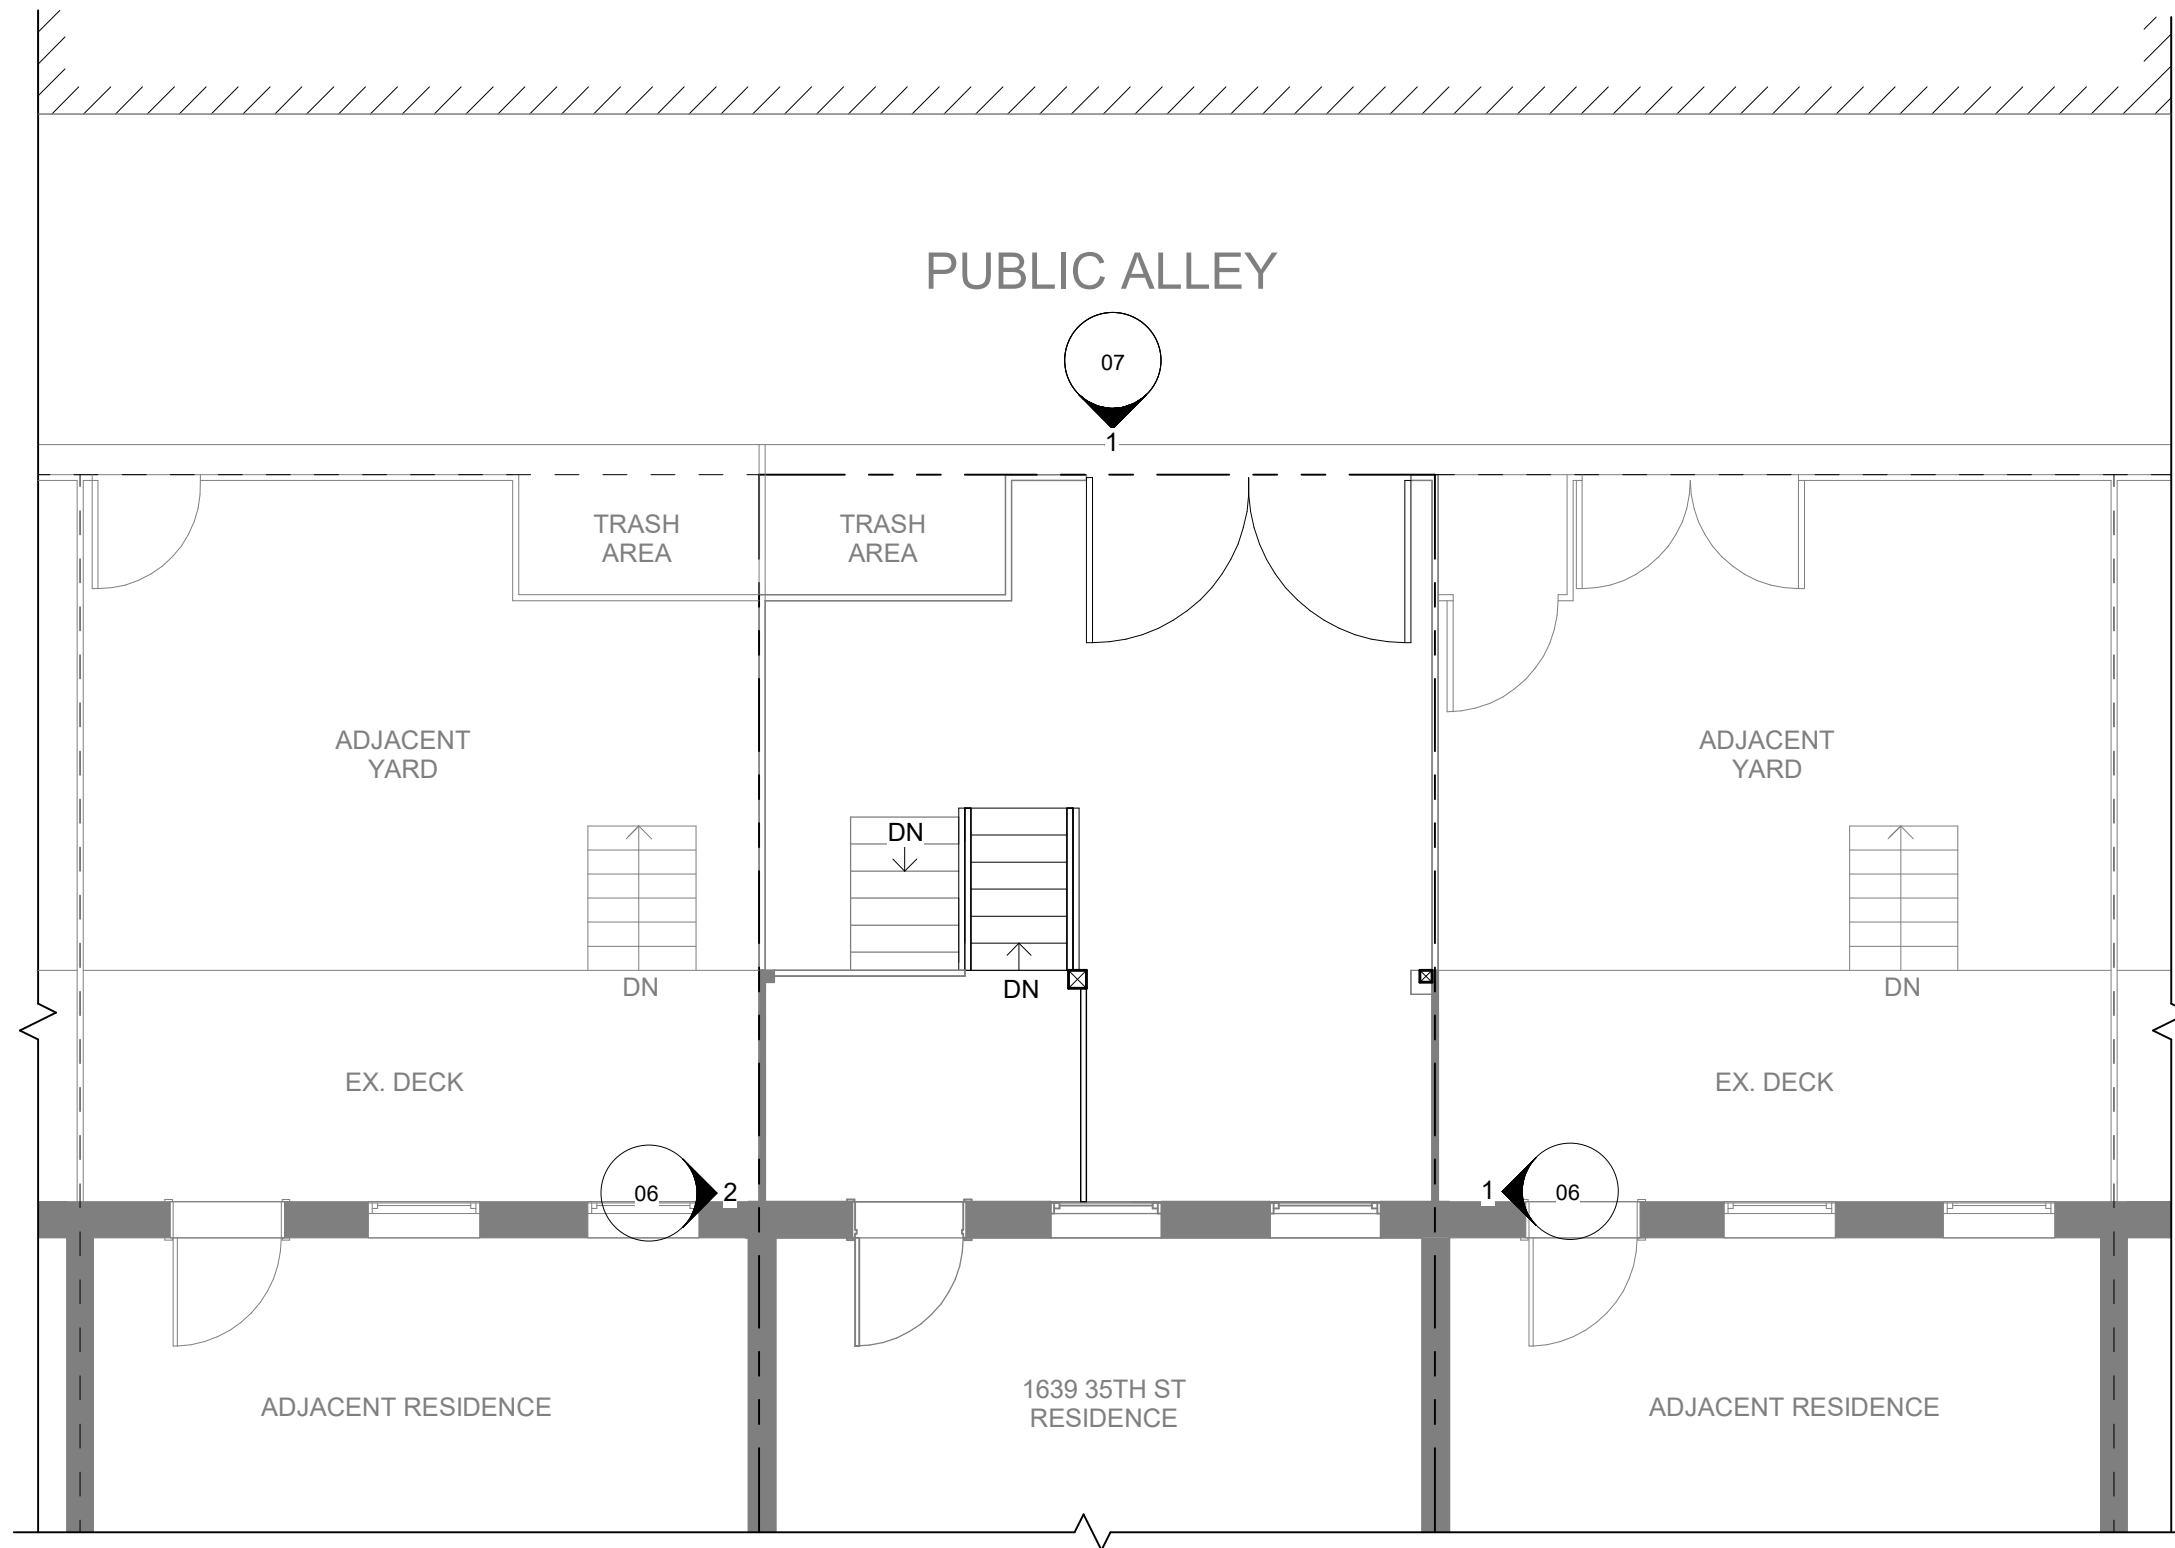 PUBLIC ALLEY
07
1
TRASH
AREA
TRASH
AREA
ADJACENT
YARD
ADJACENT
YARD
DN
DN
DN
DN
EX. DECK
EX. DECK
06
2
1
06
1639 35TH ST
RESIDENCE
ADJACENT RESIDENCE
ADJACENT RESIDENCE